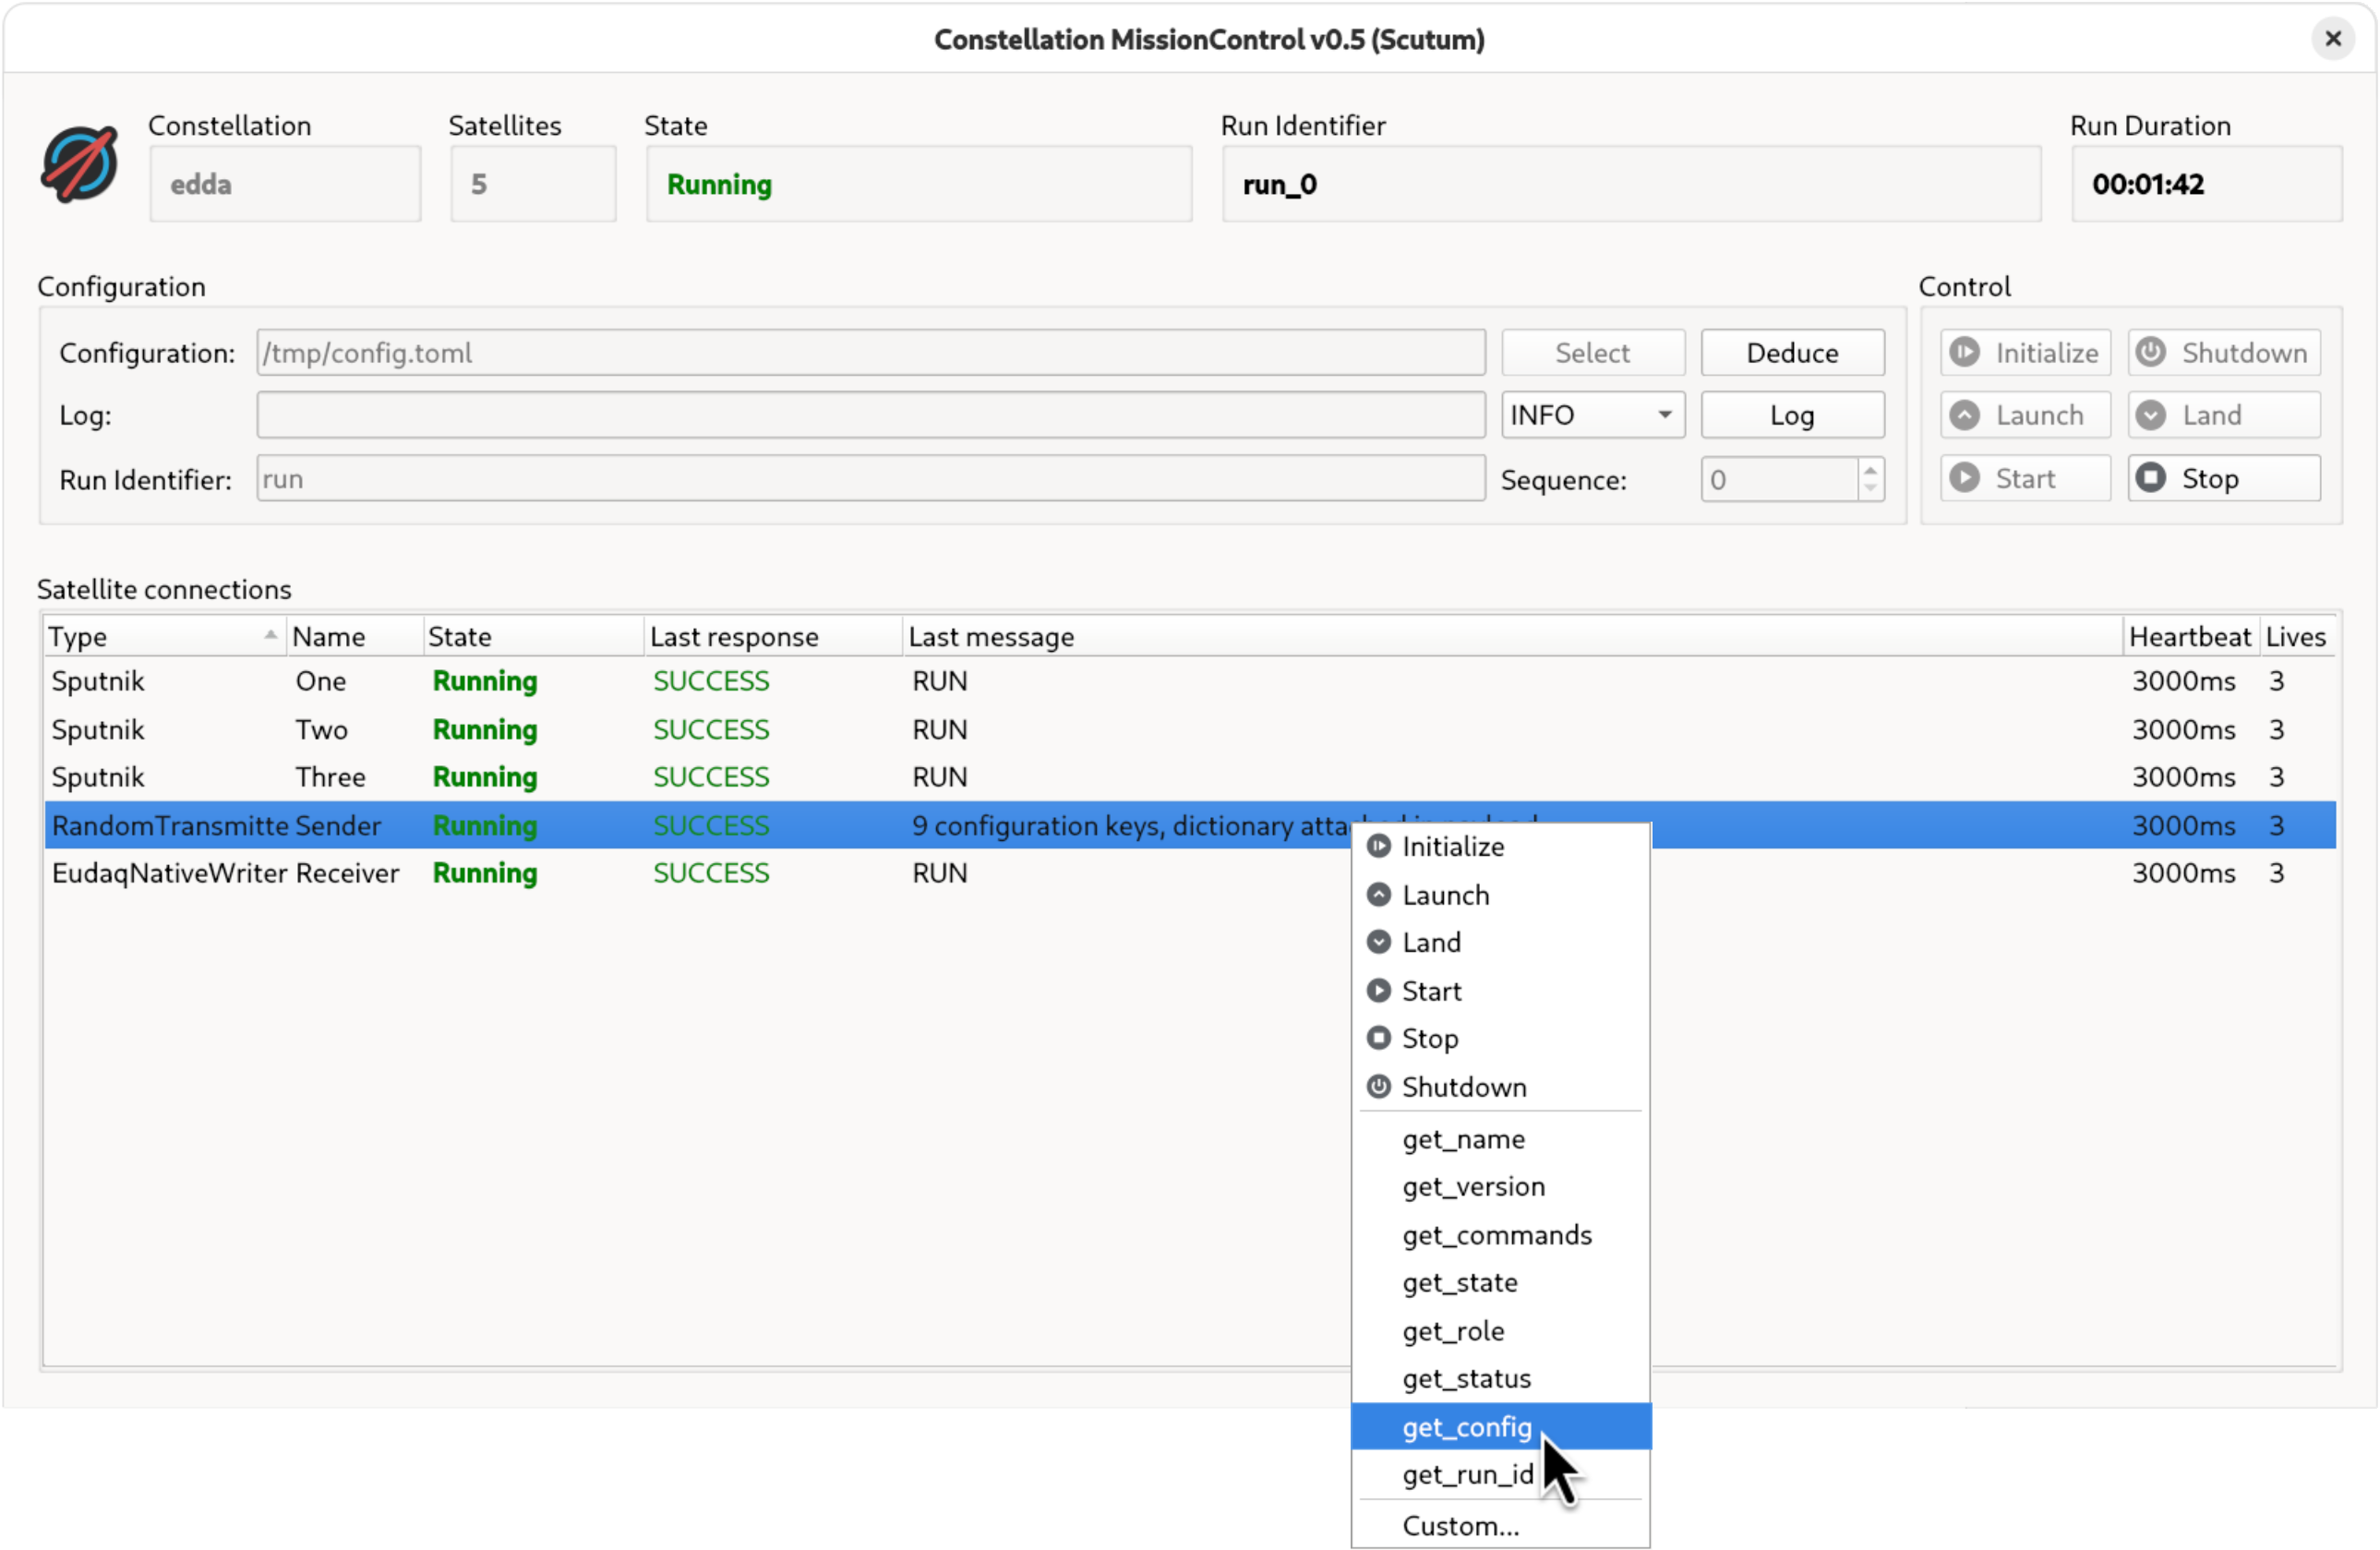 Constellation MissionControl v0.5 (Scutum)
Constellation Satellites State Run Identifier Run Duration
edda 5 Running run_0 00:01:42
Configuration Control
Configuration: /tmp/config.toml Select Deduce Initialize Shutdown
Log: INFO Log Launch Land
Run Identifier: run Sequence: 0 Start Stop
Satellite connections
Type Name State Last response Last message Heartbeat Lives
Sputnik One Running SUCCESS RUN 3000ms 3
Sputnik Two Running SUCCESS RUN 3000ms 3
Sputnik Three Running SUCCESS RUN 3000ms 3
RandomTransmitte Sender Running SUCCESS 9 configuration keys, dictionary attached in payload 3000ms 3
EudaqNativeWriter Receiver Running SUCCESS RUN 3000ms 3
Initialize
Launch
Land
Start
Stop
Shutdown
get_name
get_version
get_commands
get_state
get_role
get_status
get_config
get_run_id
Custom...